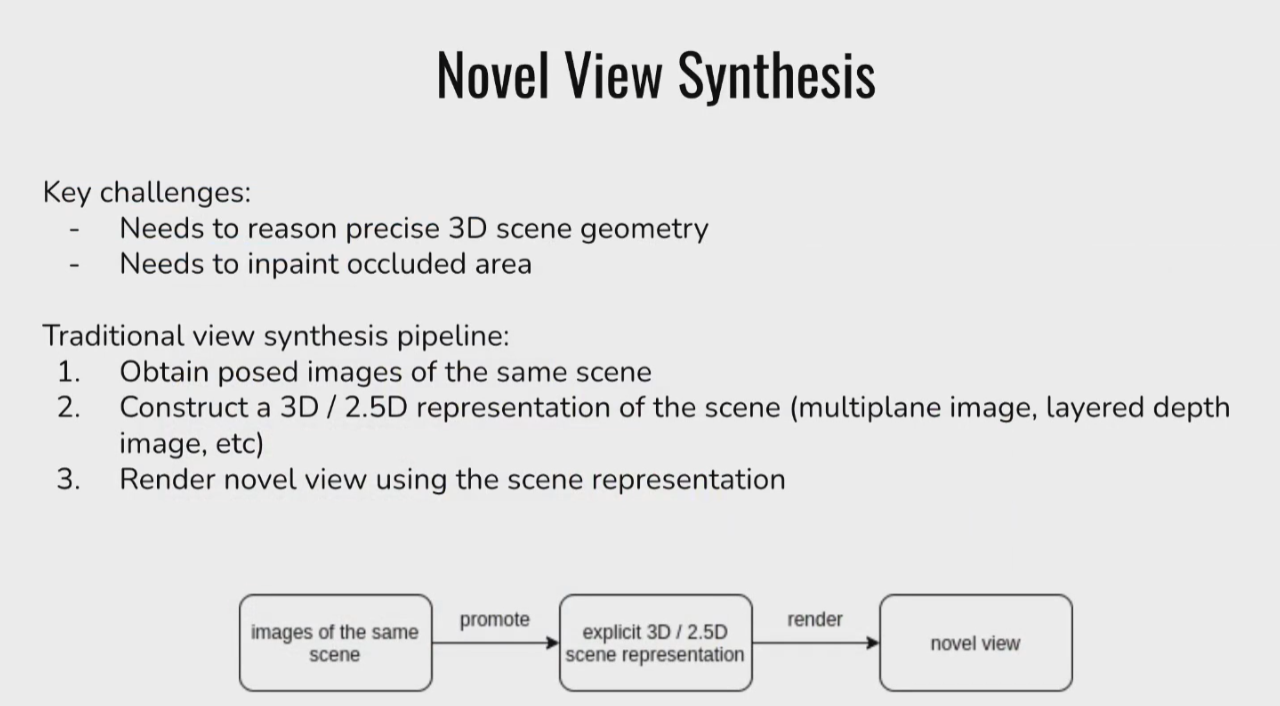 Novel View Synthesis
Key challenges:
- Needs to reason precise 3D scene geometry
- Needs to inpaint occluded area
Traditional view synthesis pipeline:
1. Obtain posed images of the same scene
2. Construct a 3D / 2.5D representation of the scene (multiplane image, layered depth
image, etc)
3. Render novel view using the scene representation
images of the same
scene
promote
explicit 3D / 2.5D
scene representation
render
novel view